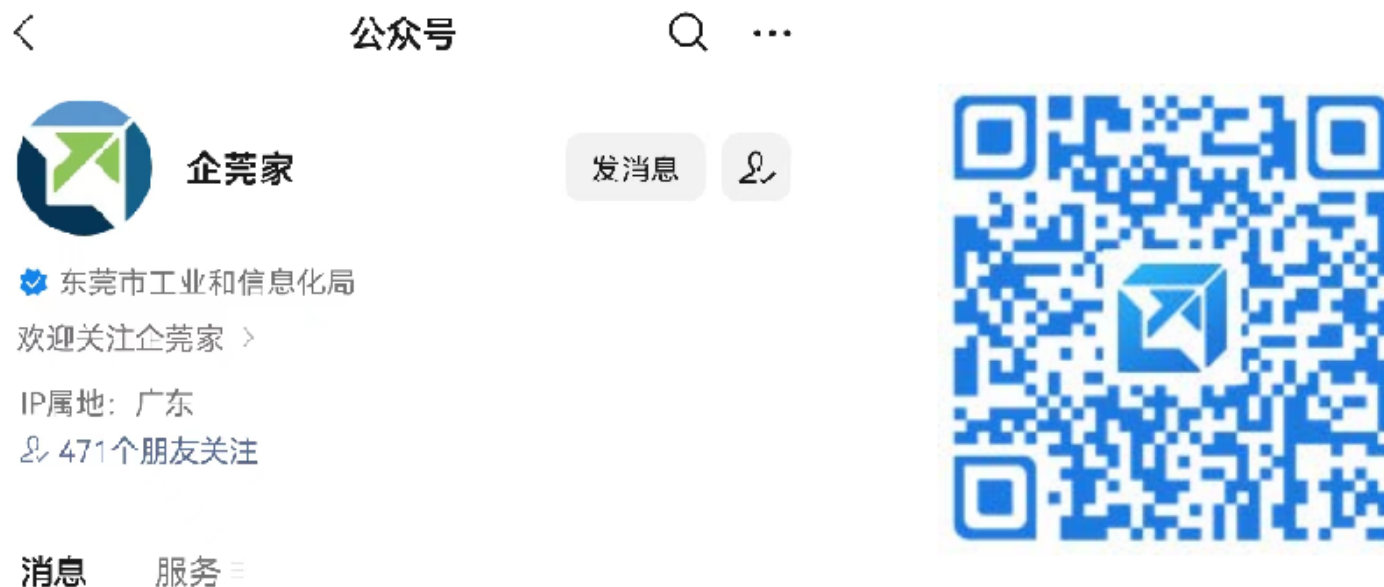 公众号
企莞家
发消息
东莞市工业和信息化局
欢迎关注企莞家
IP属地：广东
471个朋友关注
消息 服务